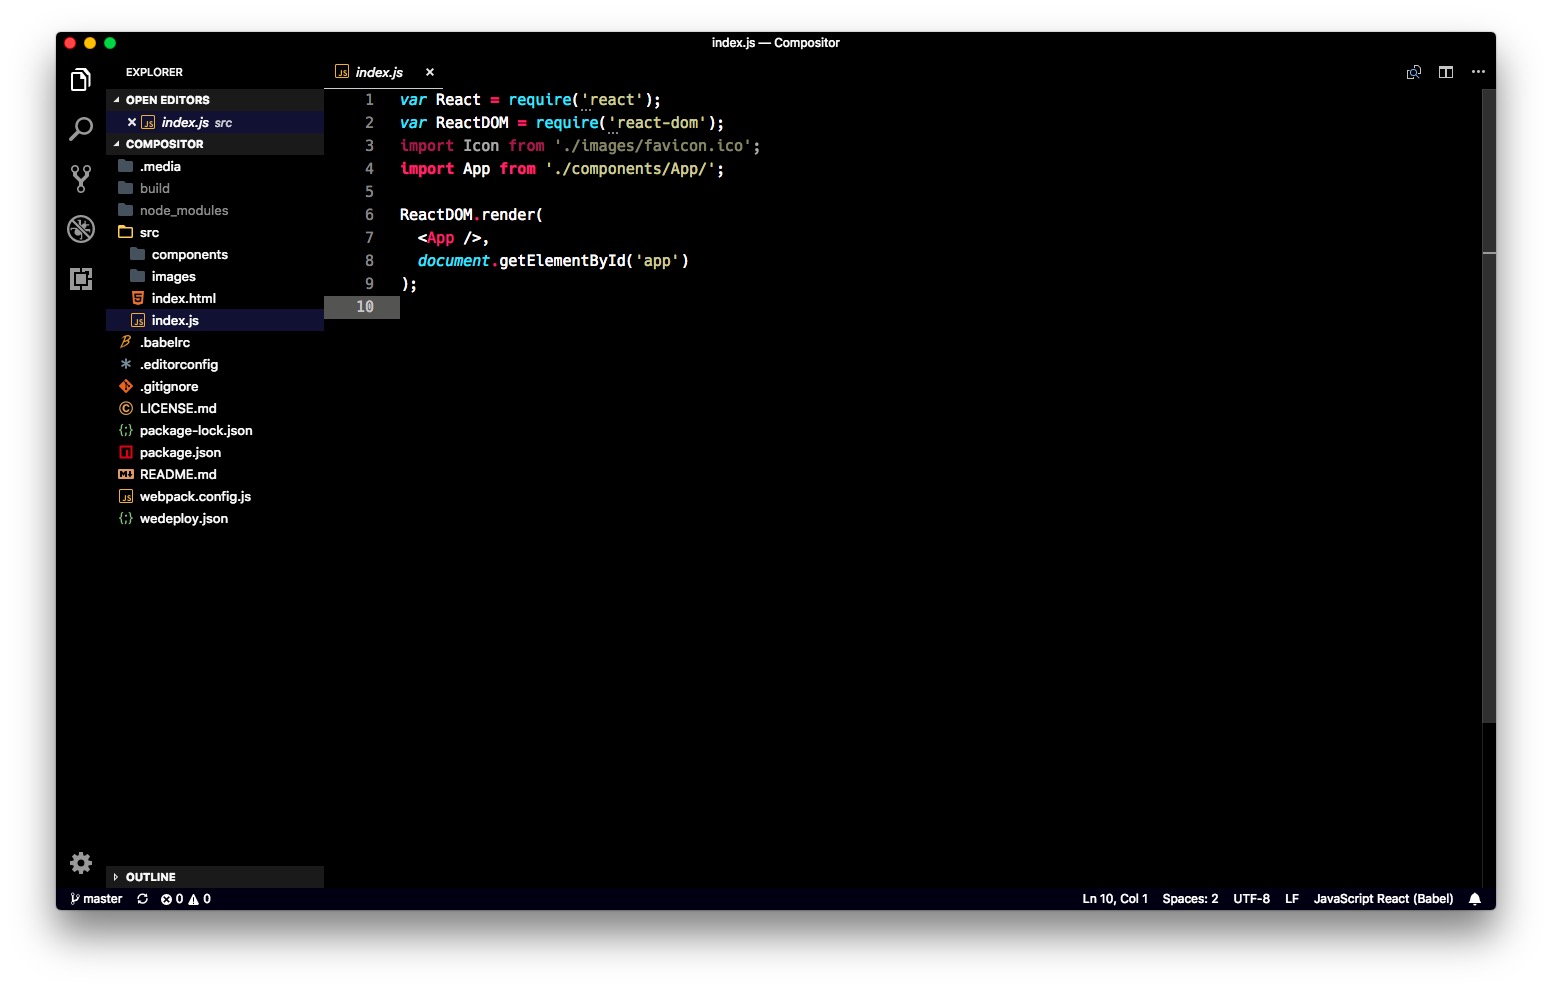 index.js — Compositor
EXPLORER
OPEN EDITORS
index.js src
COMPOSITOR
.media
build
node_modules
src
components
images
index.html
index.js
.babelrc
.editorconfig
.gitignore
LICENSE.md
package-lock.json
package.json
README.md
webpack.config.js
wedeploy.json
OUTLINE
index.js
1 var React = require('react');
2 var ReactDOM = require('react-dom');
3 import Icon from './images/favicon.ico';
4 import App from './components/App/';
5
6 ReactDOM.render(
7   <App />,
8   document.getElementById('app')
9 );
10
master 0 0 Ln 10, Col 1 Spaces: 2 UTF-8 LF JavaScript React (Babel)